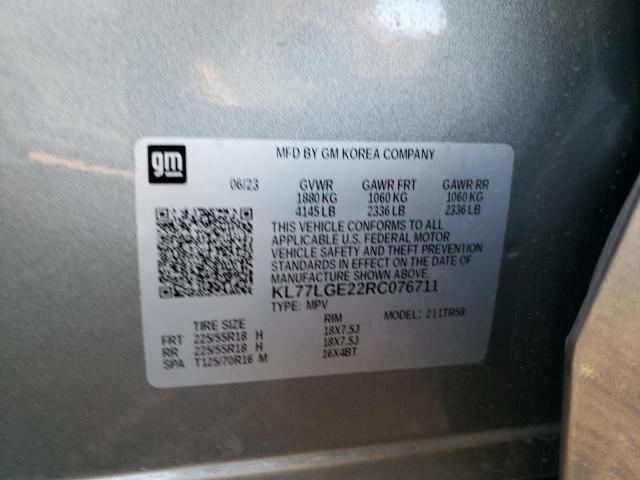 gm
MFD BY GM KOREA COMPANY
06/23 GVWR GAWR FRT GAWR RR
1880 KG 1060 KG 1060 KG
4145 LB 2336 LB 2336 LB
THIS VEHICLE CONFORMS TO ALL
APPLICABLE U.S. FEDERAL MOTOR
VEHICLE SAFETY AND THEFT PREVENTION
STANDARDS IN EFFECT ON THE DATE OF
MANUFACTURE SHOWN ABOVE.
KL77LGE22RC076711
TYPE: MPV MODEL: 211TR58
TIRE SIZE RIM
FRT 225/55R18 H 18X7.5J
RR 225/55R18 H 18X7.5J
SPA T125/70R16 M 16X4BT